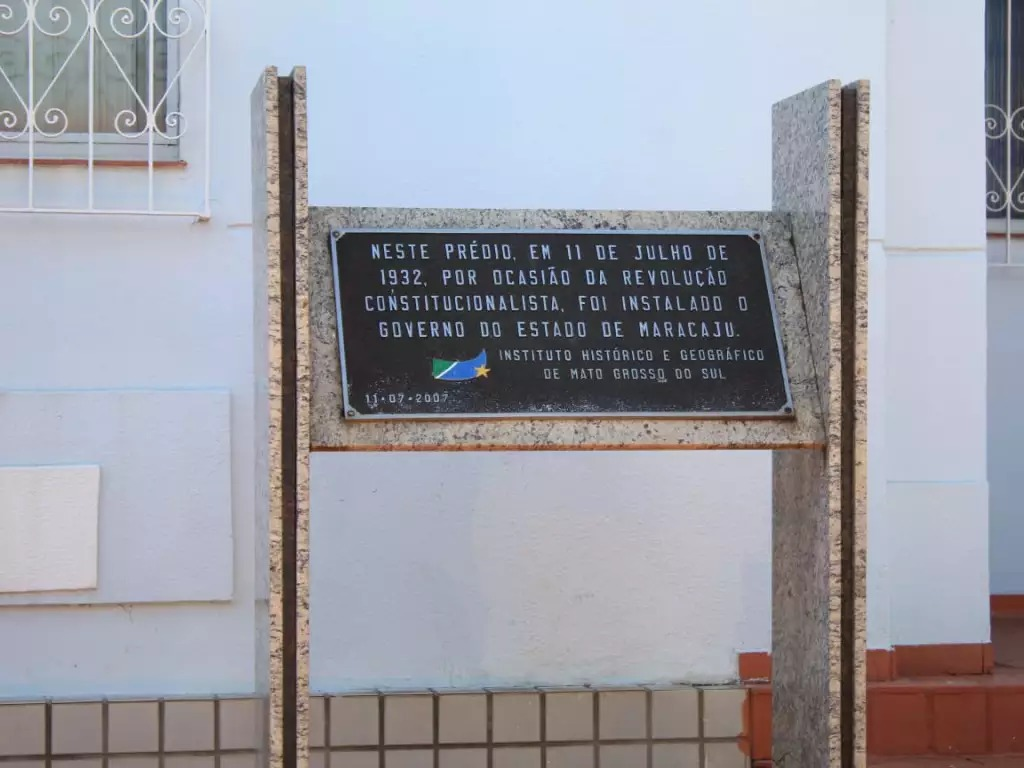 NESTE PRÉDIO, EM 11 DE JULHO DE
1932, POR OCASIÃO DA REVOLUÇÃO
CONSTITUCIONALISTA, FOI INSTALADO O
GOVERNO DO ESTADO DE MARACAJU.
INSTITUTO HISTÓRICO E GEOGRÁFICO
DE MATO GROSSO DO SUL
11·07·2007